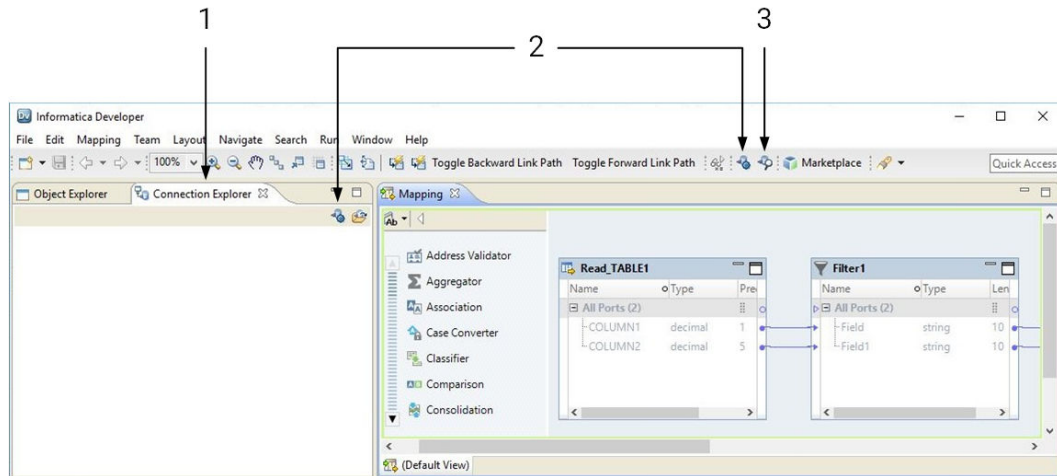 1
3
2
Informatica Developer
File Edit Mapping Team Layout Navigate Search Run Window Help
100% Toggle Backward Link Path Toggle Forward Link Path Marketplace Quick Access
Object Explorer Connection Explorer Mapping
Ab
Address Validator
Aggregator
Association
Case Converter
Classifier
Comparison
Consolidation
Read_TABLE1
Name Type Pre
All Ports (2)
COLUMN1 decimal 1
COLUMN2 decimal 5
Filter1
Name Type Len
All Ports (2)
Field string 10
Field1 string 10
(Default View)